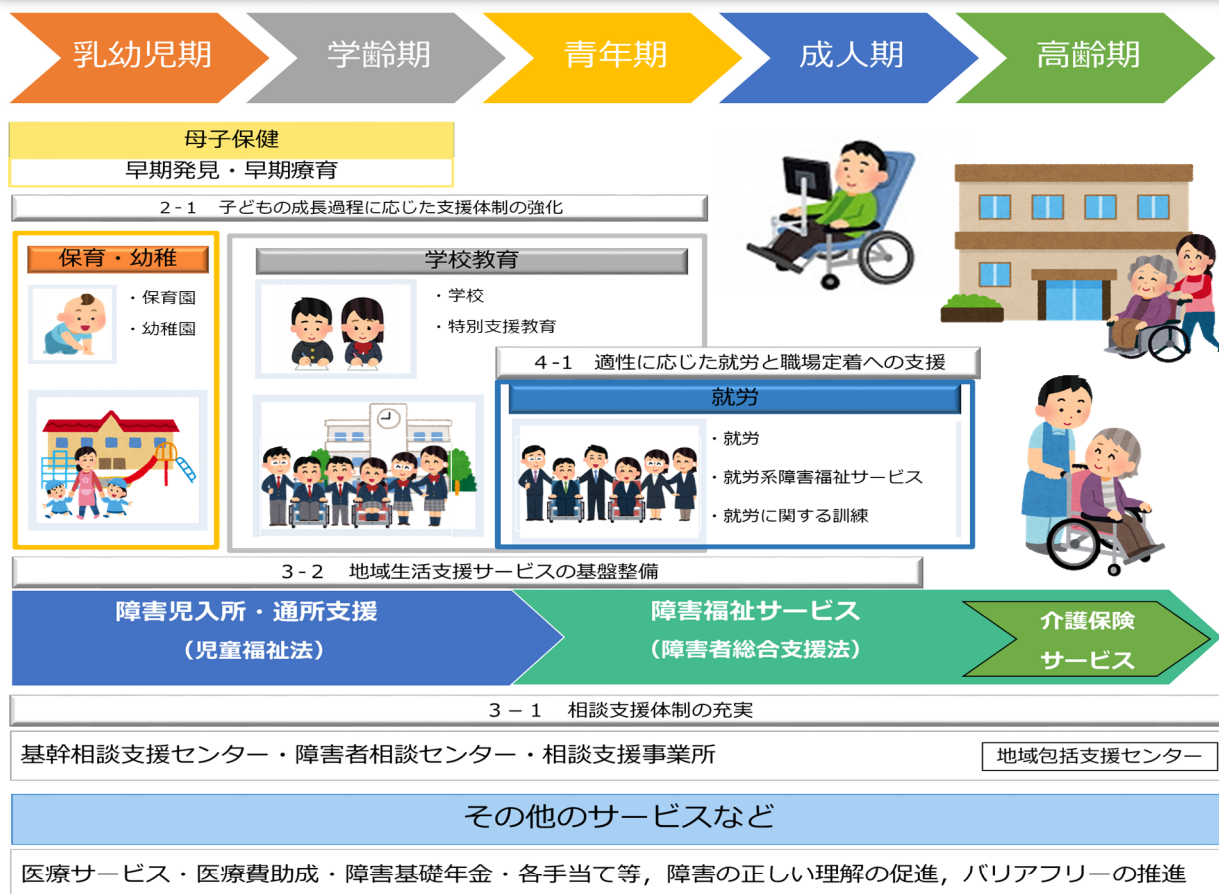 乳幼児期
学齢期
青年期
成人期
高齢期
母子保健
早期発見・早期療育
2-1　子どもの成長過程に応じた支援体制の強化
保育・幼稚
・保育園
・幼稚園
学校教育
・学校
・特別支援教育
4-1　適性に応じた就労と職場定着への支援
就労
・就労
・就労系障害福祉サービス
・就労に関する訓練
3-2　地域生活支援サービスの基盤整備
障害児入所・通所支援
（児童福祉法）
障害福祉サービス
（障害者総合支援法）
介護保険
サービス
3－1　相談支援体制の充実
基幹相談支援センター・障害者相談センター・相談支援事業所
地域包括支援センター
その他のサービスなど
医療サービス・医療費助成・障害基礎年金・各手当て等，障害の正しい理解の促進，バリアフリーの推進